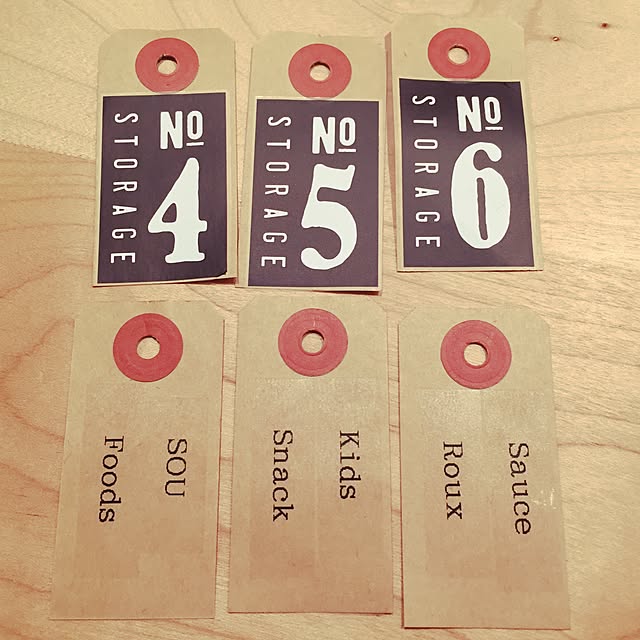 STORAGE
No
4
STORAGE
No
5
STORAGE
No
6
SOU
Foods
Kids
Snack
Sauce
Roux